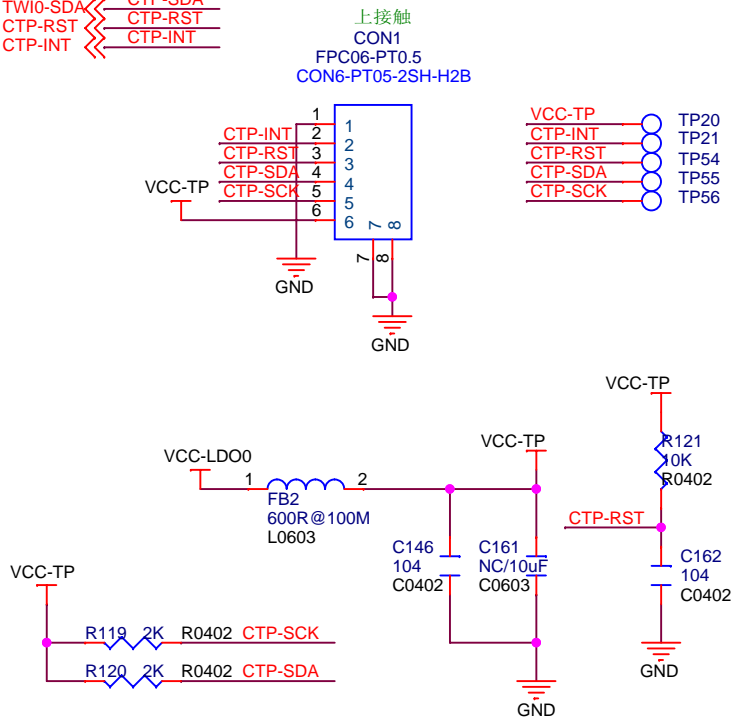 TWI0-SDA CTP-SDA
CTP-RST CTP-RST
CTP-INT CTP-INT
上接触
CON1
FPC06-PT0.5
CON6-PT05-2SH-H2B
1 1
CTP-INT 2 2
CTP-RST 3 3
CTP-SDA 4 4
VCC-TP CTP-SCK 5 5
6 6
7 8
7 8
GND
GND
VCC-TP TP20
CTP-INT TP21
CTP-RST TP54
CTP-SDA TP55
CTP-SCK TP56
VCC-LDO0
1 2
FB2
600R@100M
L0603
VCC-TP
C146
104
C0402
C161
NC/10uF
C0603
GND
VCC-TP
R121
10K
R0402
CTP-RST
C162
104
C0402
GND
VCC-TP
R119 2K R0402 CTP-SCK
R120 2K R0402 CTP-SDA